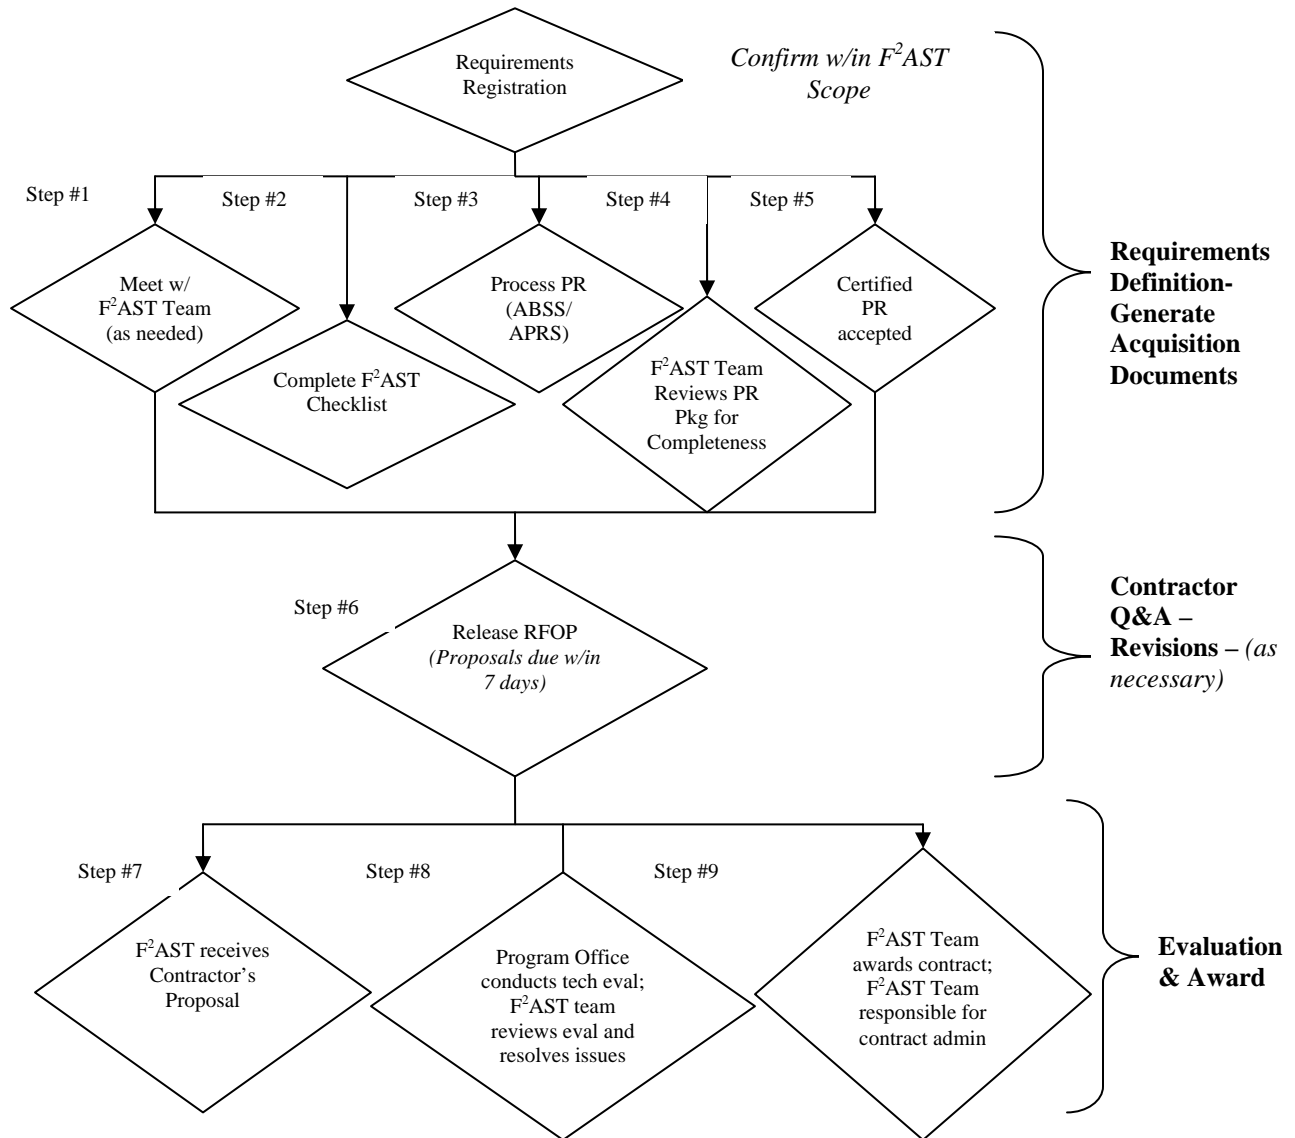 Requirements
Registration
Confirm w/in F²AST
Scope
Step #1
Step #2
Step #3
Step #4
Step #5
Meet w/
F²AST Team
(as needed)
Complete F²AST
Checklist
Process PR
(ABSS/
APRS)
F²AST Team
Reviews PR
Pkg for
Completeness
Certified
PR
accepted
Requirements
Definition-
Generate
Acquisition
Documents
Step #6
Release RFOP
(Proposals due w/in
7 days)
Contractor
Q&A –
Revisions – (as
necessary)
Step #7
Step #8
Step #9
F²AST receives
Contractor’s
Proposal
Program Office
conducts tech eval;
F²AST team
reviews eval and
resolves issues
F²AST Team
awards contract;
F²AST Team
responsible for
contract admin
Evaluation
& Award